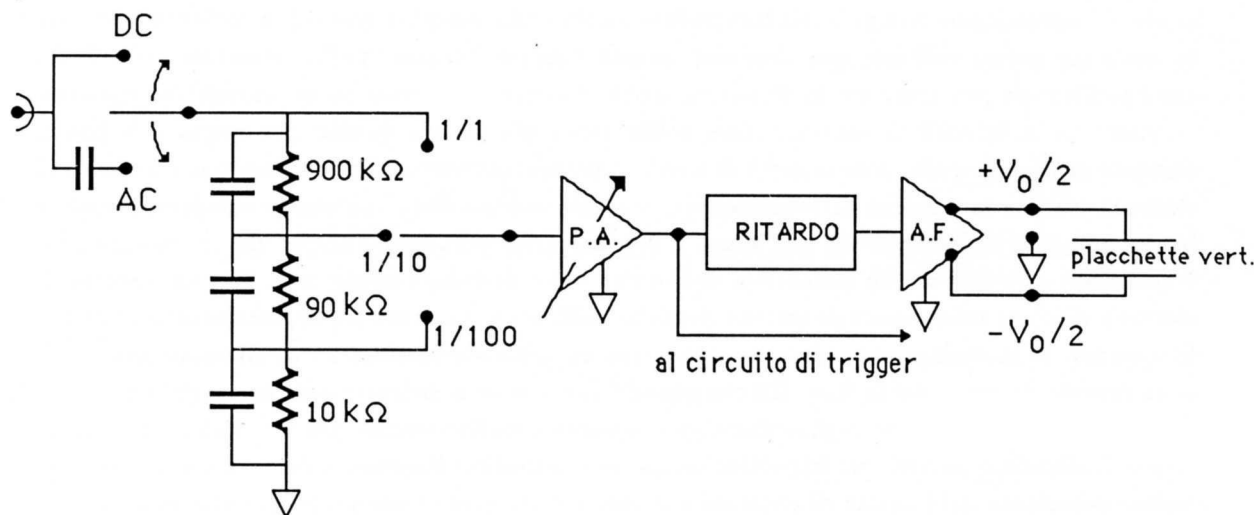 DC
AC
1/1
900 kΩ
1/10
90 kΩ
1/100
10 kΩ
P.A.
RITARDO
A.F.
+V₀/2
placchette vert.
-V₀/2
al circuito di trigger